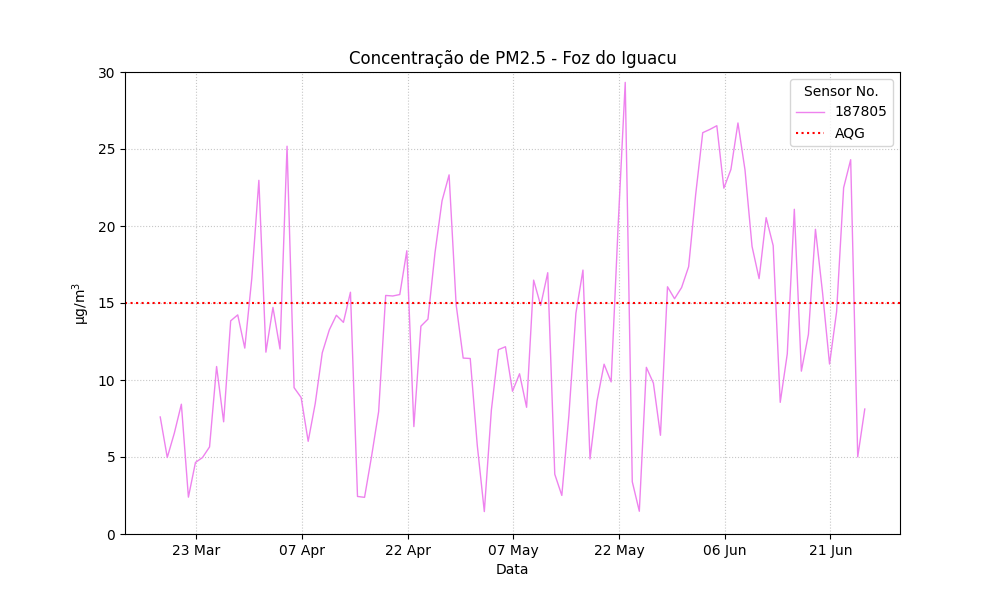 Concentração de PM2.5 - Foz do Iguacu
Sensor No.
187805
AQG
µg/m³
30
25
20
15
10
5
0
23 Mar
07 Apr
22 Apr
07 May
22 May
06 Jun
21 Jun
Data